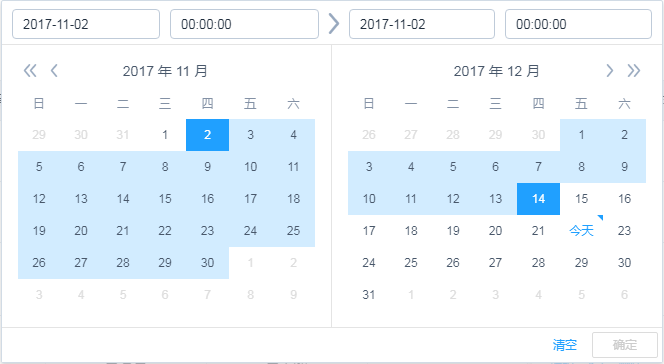 2017-11-02 00:00:00 2017-11-02 00:00:00
2017 年 11 月
日 一 二 三 四 五 六
29 30 31 1 2 3 4
5 6 7 8 9 10 11
12 13 14 15 16 17 18
19 20 21 22 23 24 25
26 27 28 29 30 1 2
3 4 5 6 7 8 9
2017 年 12 月
日 一 二 三 四 五 六
26 27 28 29 30 1 2
3 4 5 6 7 8 9
10 11 12 13 14 15 16
17 18 19 20 21 今天 23
24 25 26 27 28 29 30
31 1 2 3 4 5 6
清空 确定